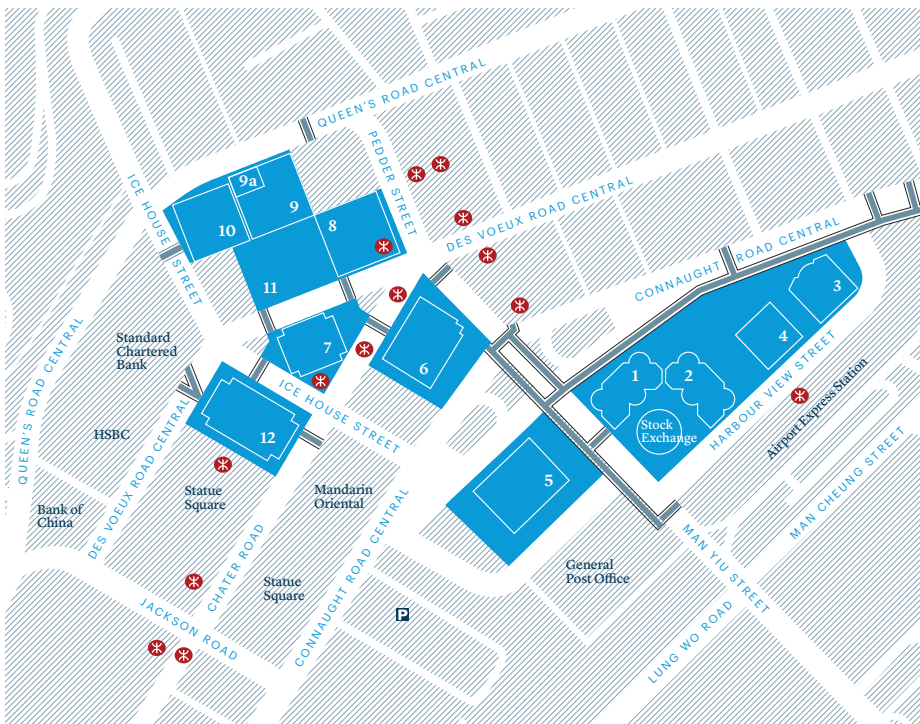 QUEEN'S ROAD CENTRAL
PEDDER STREET
ICE HOUSE STREET
9a
9
10
8
11
DES VOEUX ROAD CENTRAL
CONNAUGHT ROAD CENTRAL
3
4
7
6
1
2
Stock
Exchange
HARBOUR VIEW STREET
Airport Express Station
Standard
Chartered
Bank
QUEEN'S ROAD CENTRAL
ICE HOUSE STREET
12
HSBC
DES VOEUX ROAD CENTRAL
5
MAN CHEUNG STREET
Statue
Square
Mandarin
Oriental
Bank of
China
CHATER ROAD
CONNAUGHT ROAD CENTRAL
General
Post Office
MAN YIU STREET
Statue
Square
JACKSON ROAD
P
LUNG WO ROAD